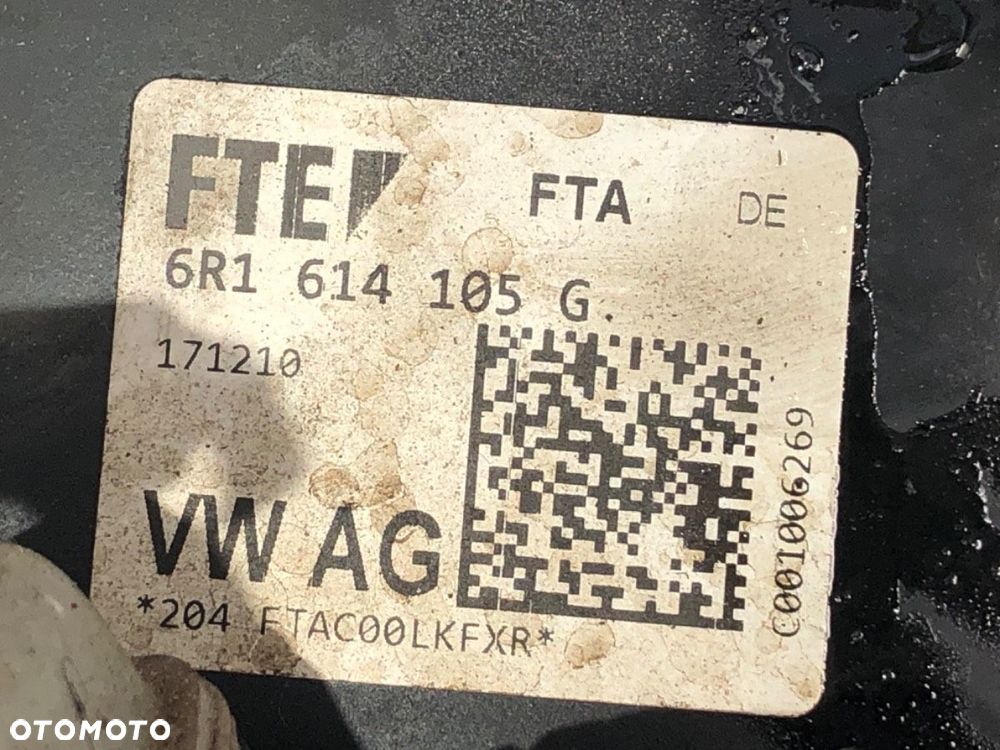 FTE FTA DE
6R1 614 105 G.
171210
VW AG
*204 FTAC00LKFXR*
C001006269
OTOMOTO